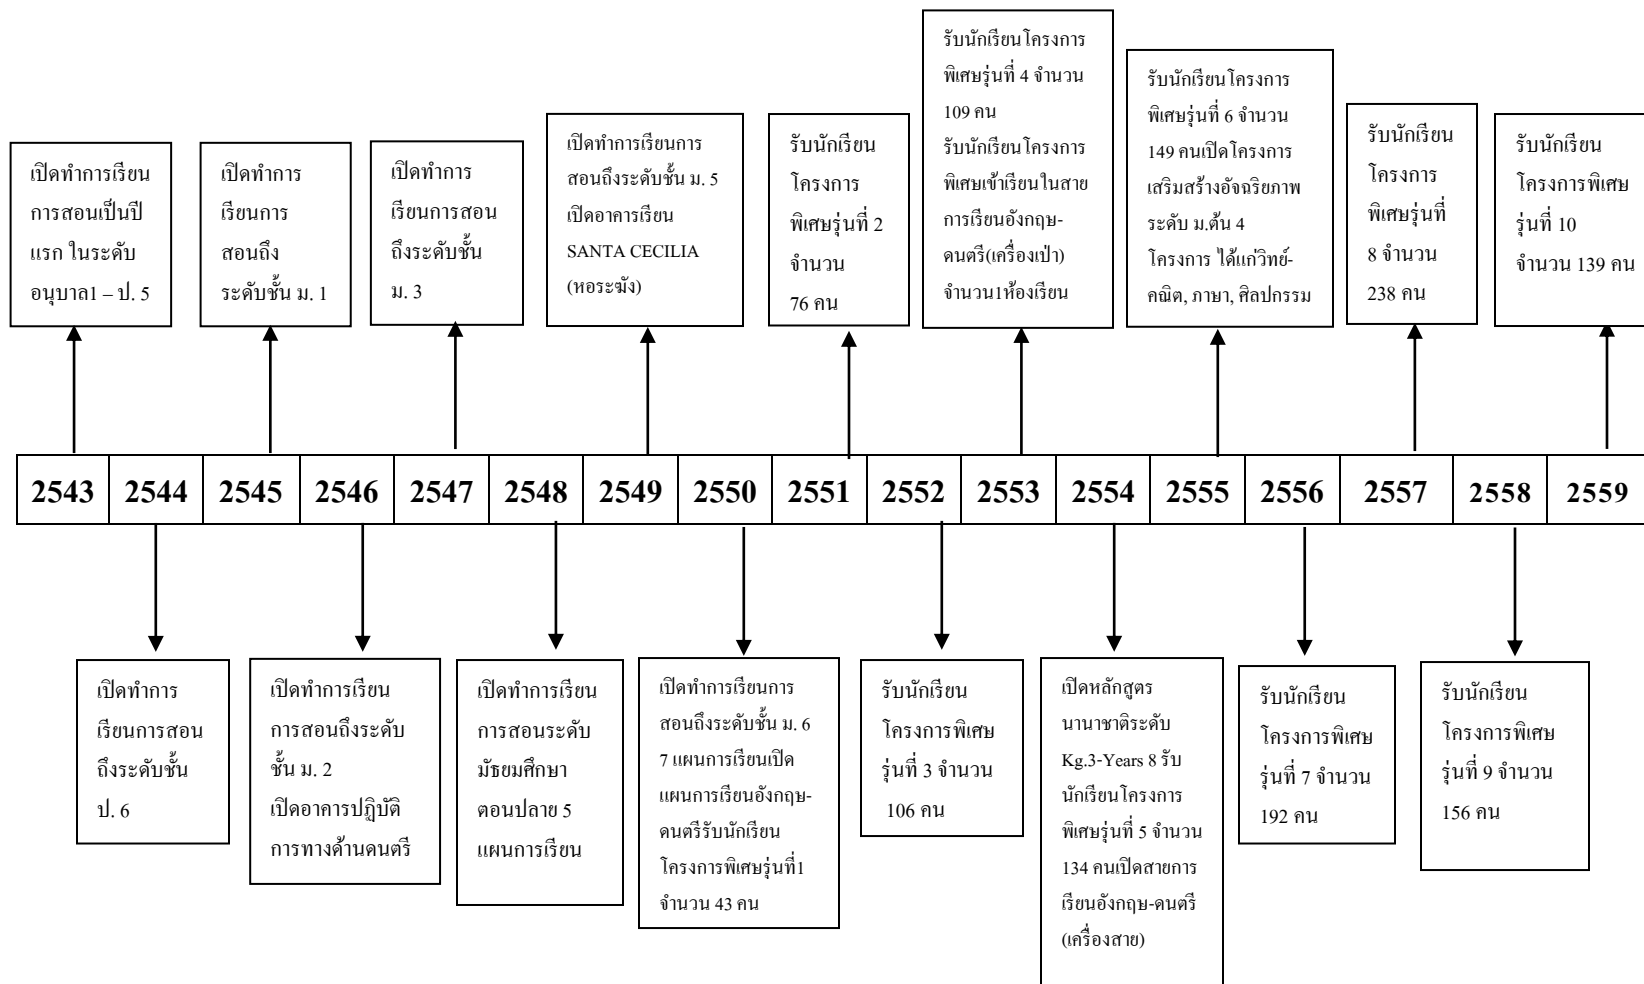 รับนักเรียนโครงการ
พิเศษรุ่นที่ 4 จำนวน
109 คน
รับนักเรียนโครงการ
พิเศษเข้าเรียนในสาย
การเรียนอังกฤษ-
ดนตรี(เครื่องเป่า)
จำนวน1ห้องเรียน
รับนักเรียนโครงการ
พิเศษรุ่นที่ 6 จำนวน
149 คนเปิดโครงการ
เสริมสร้างอัจฉริยภาพ
ระดับ ม.ต้น 4
โครงการ ได้แก่วิทย์-
คณิต, ภาษา, ศิลปกรรม
เปิดทำการเรียน
การสอนเป็นปี
แรก ในระดับ
อนุบาล1 – ป. 5
เปิดทำการ
เรียนการ
สอนถึง
ระดับชั้น ม. 1
เปิดทำการ
เรียนการสอน
ถึงระดับชั้น
ม. 3
เปิดทำการเรียนการ
สอนถึงระดับชั้น ม. 5
เปิดอาคารเรียน
SANTA CECILIA
(หอระฆัง)
รับนักเรียน
โครงการ
พิเศษรุ่นที่ 2
จำนวน
76 คน
รับนักเรียน
โครงการ
พิเศษรุ่นที่
8 จำนวน
238 คน
รับนักเรียน
โครงการพิเศษ
รุ่นที่ 10
จำนวน 139 คน
2543 2544 2545 2546 2547 2548 2549 2550 2551 2552 2553 2554 2555 2556 2557 2558 2559
เปิดทำการ
เรียนการสอน
ถึงระดับชั้น
ป. 6
เปิดทำการเรียน
การสอนถึงระดับ
ชั้น ม. 2
เปิดอาคารปฏิบัติ
การทางด้านดนตรี
เปิดทำการเรียน
การสอนระดับ
มัธยมศึกษา
ตอนปลาย 5
แผนการเรียน
เปิดทำการเรียนการ
สอนถึงระดับชั้น ม. 6
7 แผนการเรียนเปิด
แผนการเรียนอังกฤษ-
ดนตรีรับนักเรียน
โครงการพิเศษรุ่นที่1
จำนวน 43 คน
รับนักเรียน
โครงการพิเศษ
รุ่นที่ 3 จำนวน
106 คน
เปิดหลักสูตร
นานาชาติระดับ
Kg.3-Years 8 รับ
นักเรียนโครงการ
พิเศษรุ่นที่ 5 จำนวน
134 คนเปิดสายการ
เรียนอังกฤษ-ดนตรี
(เครื่องสาย)
รับนักเรียน
โครงการพิเศษ
รุ่นที่ 7 จำนวน
192 คน
รับนักเรียน
โครงการพิเศษ
รุ่นที่ 9 จำนวน
156 คน